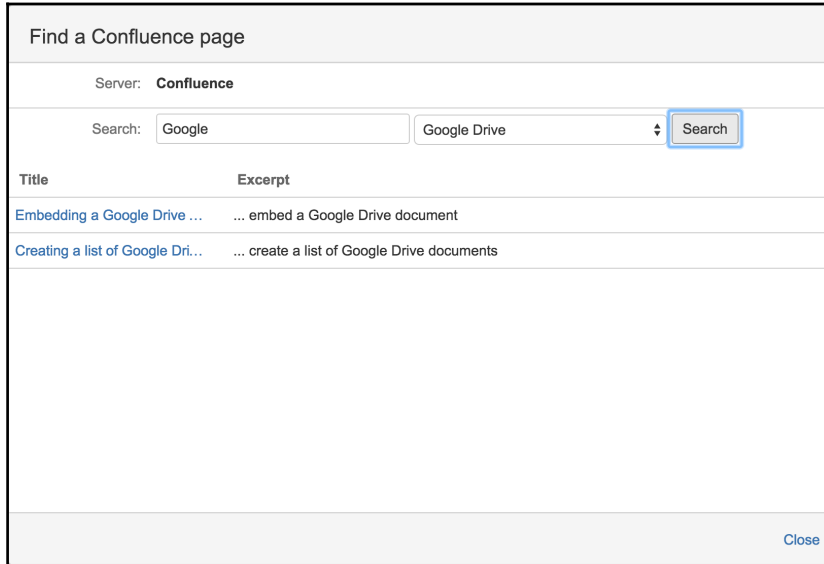 Find a Confluence page
Server: Confluence
Search: Google Google Drive Search
Title Excerpt
Embedding a Google Drive ... ... embed a Google Drive document
Creating a list of Google Dri... ... create a list of Google Drive documents
Close